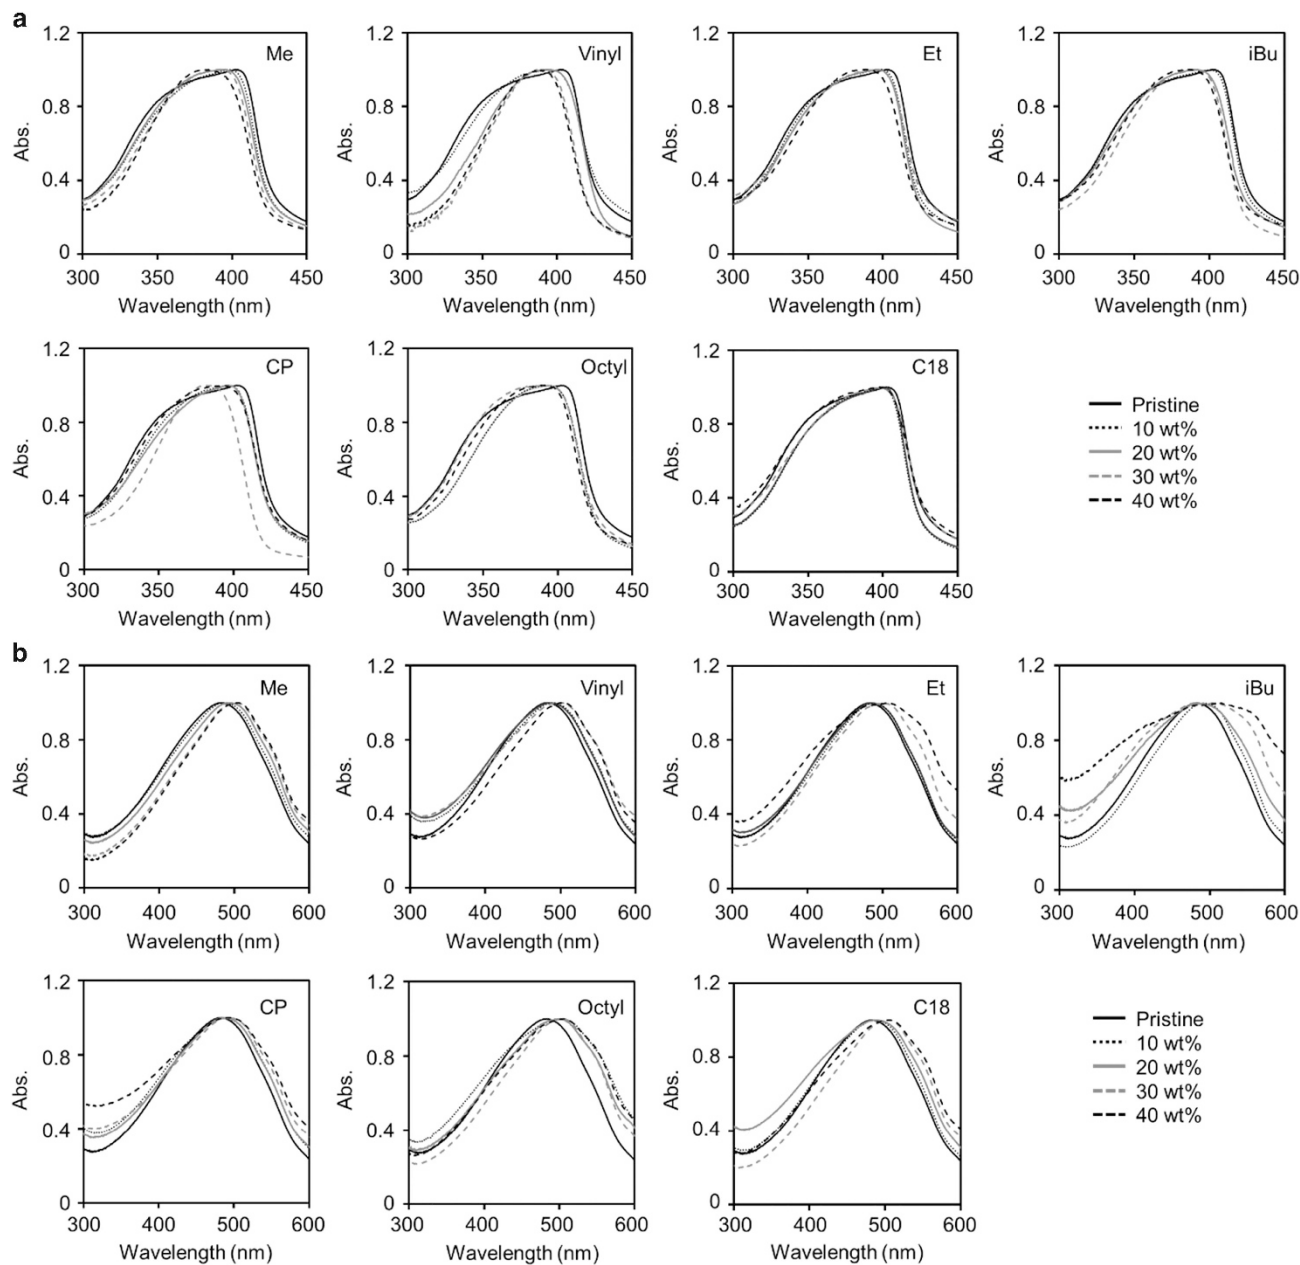 a
1.2
0.8
0.4
0
Abs.
Me
300 350 400 450
Wavelength (nm)
1.2
0.8
0.4
0
Abs.
Vinyl
300 350 400 450
Wavelength (nm)
1.2
0.8
0.4
0
Abs.
Et
300 350 400 450
Wavelength (nm)
1.2
0.8
0.4
0
Abs.
iBu
300 350 400 450
Wavelength (nm)
1.2
0.8
0.4
0
Abs.
CP
300 350 400 450
Wavelength (nm)
1.2
0.8
0.4
0
Abs.
Octyl
300 350 400 450
Wavelength (nm)
1.2
0.8
0.4
0
Abs.
C18
300 350 400 450
Wavelength (nm)
Pristine
10 wt%
20 wt%
30 wt%
40 wt%
b
1.2
0.8
0.4
0
Abs.
Me
300 400 500 600
Wavelength (nm)
1.2
0.8
0.4
0
Abs.
Vinyl
300 400 500 600
Wavelength (nm)
1.2
0.8
0.4
0
Abs.
Et
300 400 500 600
Wavelength (nm)
1.2
0.8
0.4
0
Abs.
iBu
300 400 500 600
Wavelength (nm)
1.2
0.8
0.4
0
Abs.
CP
300 400 500 600
Wavelength (nm)
1.2
0.8
0.4
0
Abs.
Octyl
300 400 500 600
Wavelength (nm)
1.2
0.8
0.4
0
Abs.
C18
300 400 500 600
Wavelength (nm)
Pristine
10 wt%
20 wt%
30 wt%
40 wt%